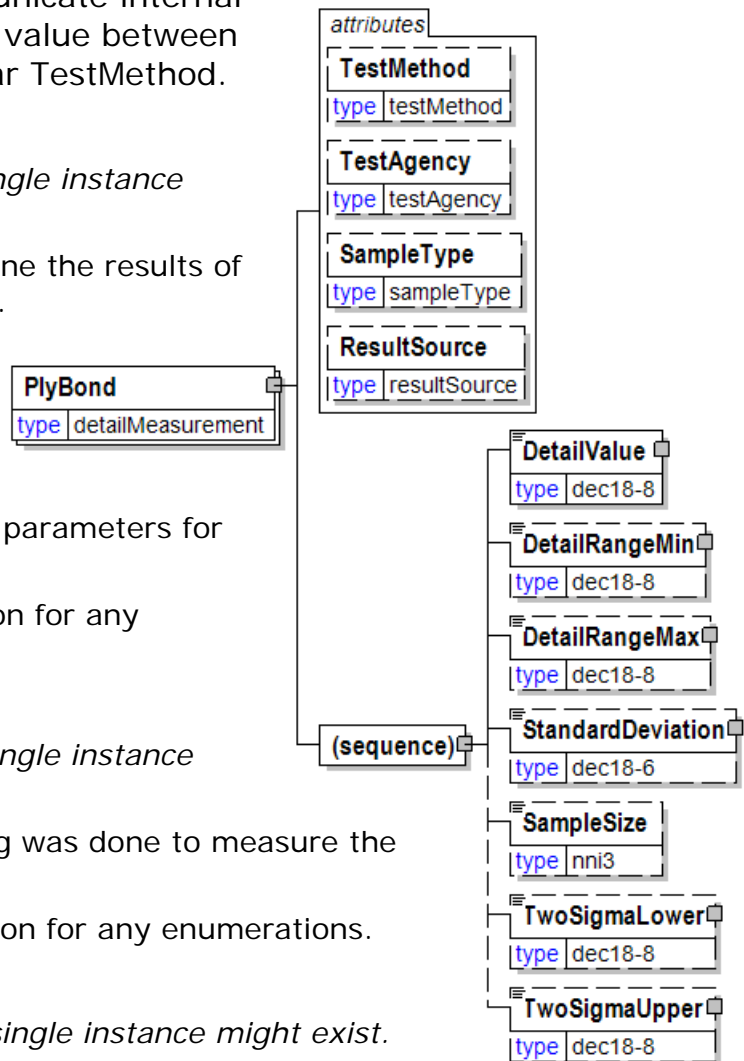 unicate internal
value between
ar TestMethod.
ngle instance
ne the results of
.
parameters for
on for any
ngle instance
g was done to measure the
on for any enumerations.
single instance might exist.
attributes
TestMethod
type testMethod
TestAgency
type testAgency
SampleType
type sampleType
ResultSource
type resultSource
PlyBond
type detailMeasurement
(sequence)
DetailValue
type dec18-8
DetailRangeMin
type dec18-8
DetailRangeMax
type dec18-8
StandardDeviation
type dec18-6
SampleSize
type nni3
TwoSigmaLower
type dec18-8
TwoSigmaUpper
type dec18-8